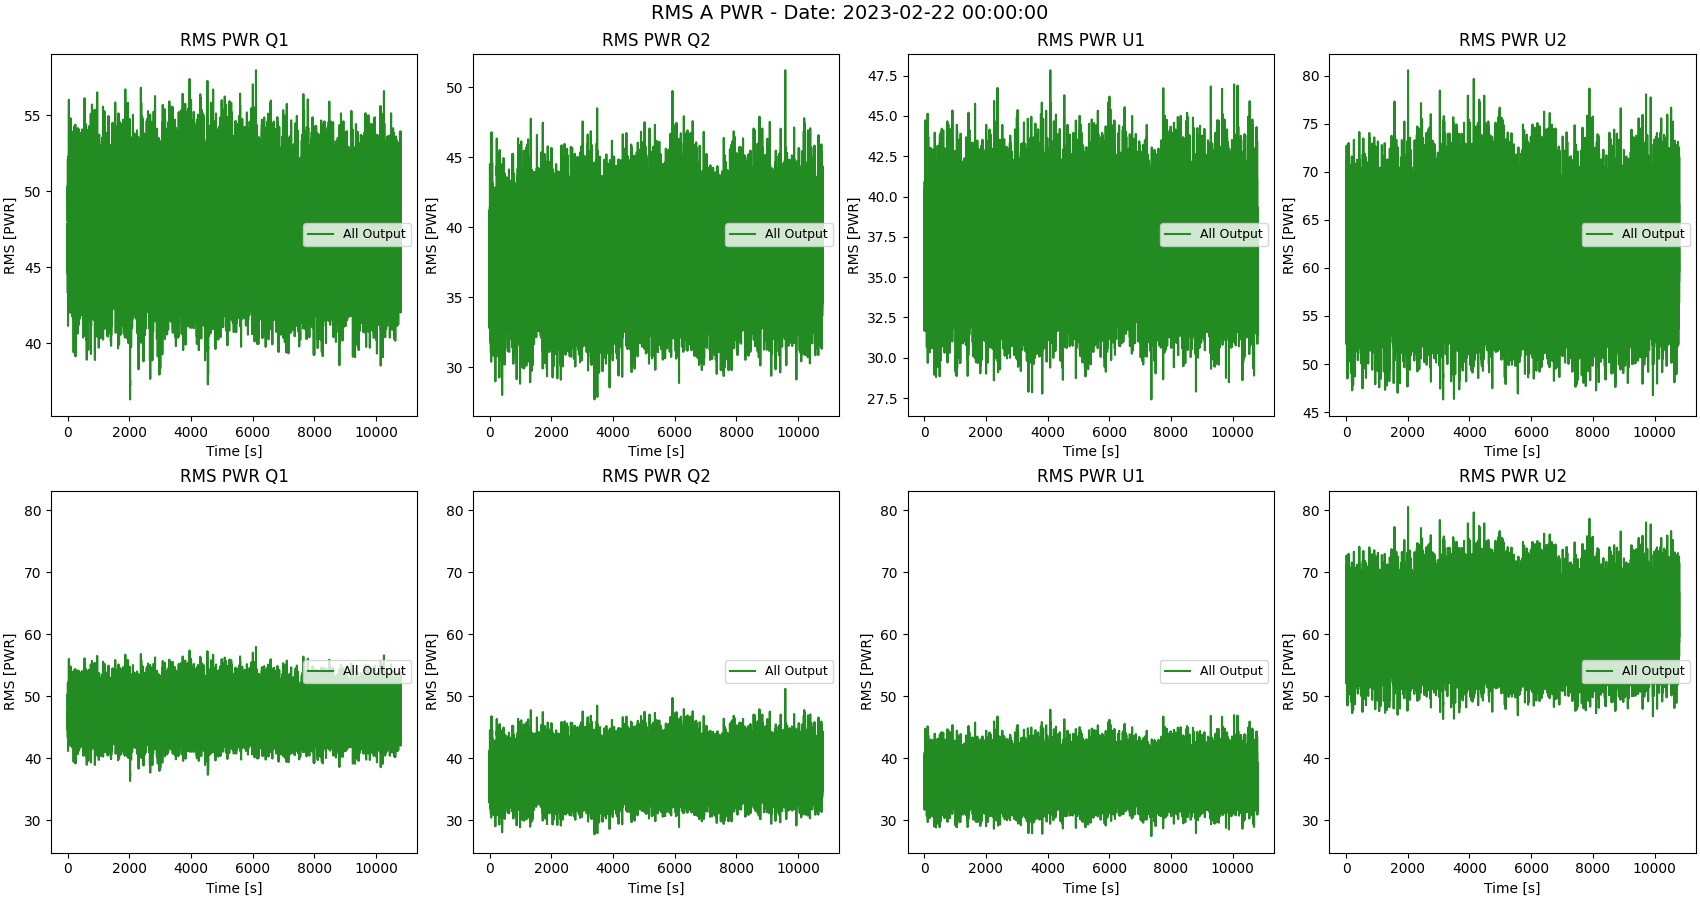 RMS A PWR - Date: 2023-02-22 00:00:00
RMS PWR Q1
RMS [PWR]
55
50
45
40
All Output
0 2000 4000 6000 8000 10000
Time [s]
RMS PWR Q2
RMS [PWR]
50
45
40
35
30
All Output
0 2000 4000 6000 8000 10000
Time [s]
RMS PWR U1
RMS [PWR]
47.5
45.0
42.5
40.0
37.5
35.0
32.5
30.0
27.5
All Output
0 2000 4000 6000 8000 10000
Time [s]
RMS PWR U2
RMS [PWR]
80
75
70
65
60
55
50
45
All Output
0 2000 4000 6000 8000 10000
Time [s]
RMS PWR Q1
RMS [PWR]
80
70
60
50
40
30
All Output
0 2000 4000 6000 8000 10000
Time [s]
RMS PWR Q2
RMS [PWR]
80
70
60
50
40
30
All Output
0 2000 4000 6000 8000 10000
Time [s]
RMS PWR U1
RMS [PWR]
80
70
60
50
40
30
All Output
0 2000 4000 6000 8000 10000
Time [s]
RMS PWR U2
RMS [PWR]
80
70
60
50
40
30
All Output
0 2000 4000 6000 8000 10000
Time [s]